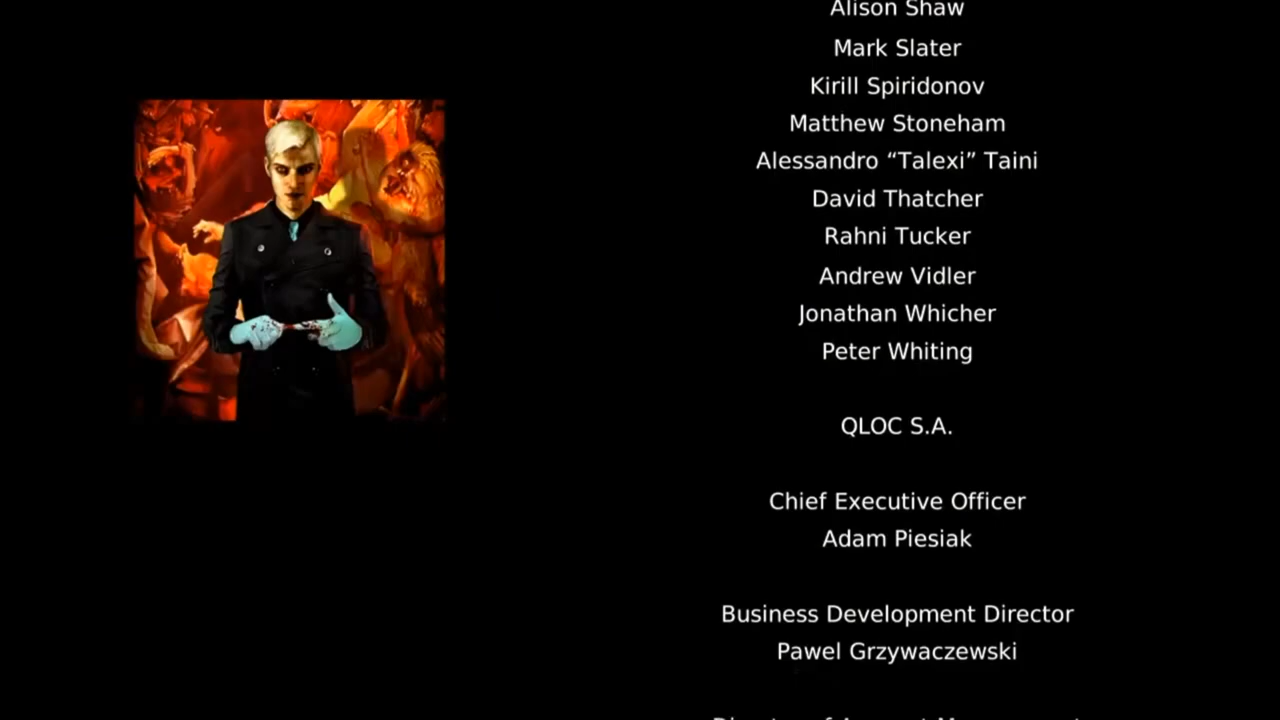 Alison Shaw
Mark Slater
Kirill Spiridonov
Matthew Stoneham
Alessandro “Talexi” Taini
David Thatcher
Rahni Tucker
Andrew Vidler
Jonathan Whicher
Peter Whiting
QLOC S.A.
Chief Executive Officer
Adam Piesiak
Business Development Director
Pawel Grzywaczewski